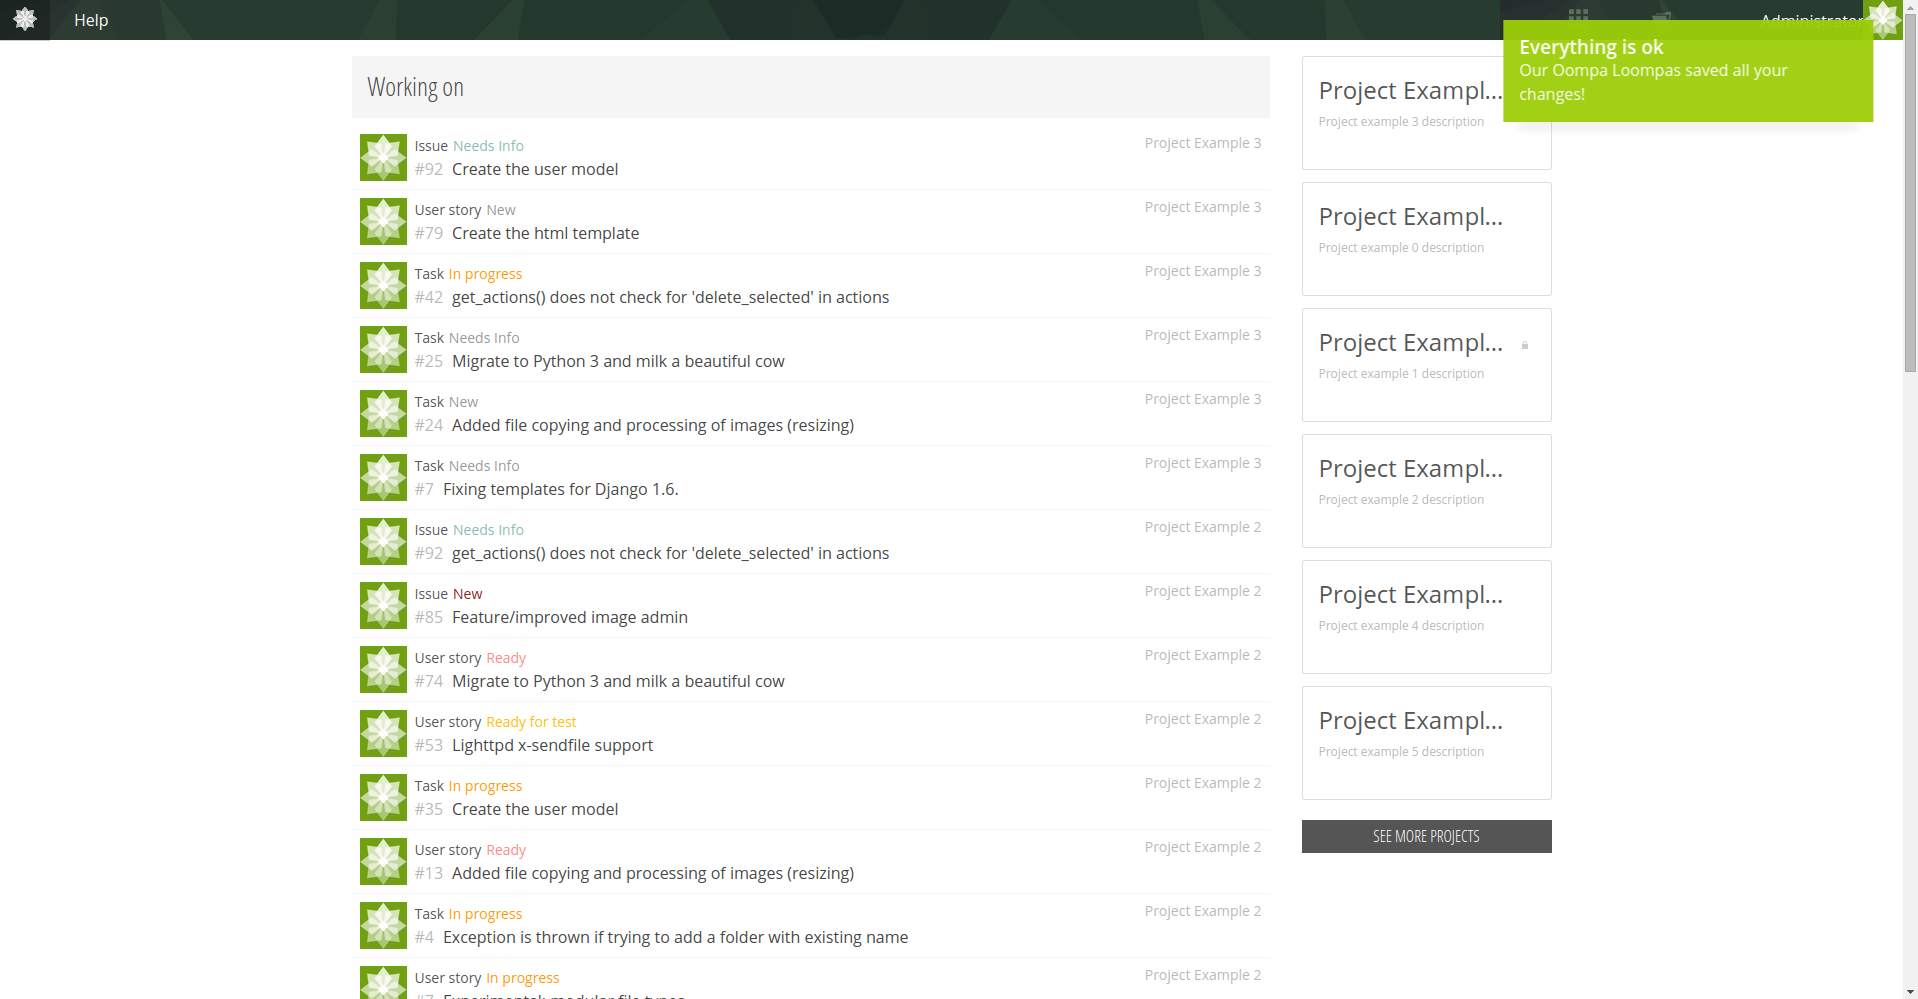 Help
Administrator
Everything is ok
Our Oompa Loompas saved all your
changes!
Working on
Issue Needs Info
#92 Create the user model
Project Example 3
User story New
#79 Create the html template
Project Example 3
Task In progress
#42 get_actions() does not check for 'delete_selected' in actions
Project Example 3
Task Needs Info
#25 Migrate to Python 3 and milk a beautiful cow
Project Example 3
Task New
#24 Added file copying and processing of images (resizing)
Project Example 3
Task Needs Info
#7 Fixing templates for Django 1.6.
Project Example 3
Issue Needs Info
#92 get_actions() does not check for 'delete_selected' in actions
Project Example 2
Issue New
#85 Feature/improved image admin
Project Example 2
User story Ready
#74 Migrate to Python 3 and milk a beautiful cow
Project Example 2
User story Ready for test
#53 Lighttpd x-sendfile support
Project Example 2
Task In progress
#35 Create the user model
Project Example 2
User story Ready
#13 Added file copying and processing of images (resizing)
Project Example 2
Task In progress
#4 Exception is thrown if trying to add a folder with existing name
Project Example 2
User story In progress
#7 Experimental: modular file types
Project Example 2
Project Exampl...
Project example 3 description
Project Exampl...
Project example 0 description
Project Exampl...
Project example 1 description
Project Exampl...
Project example 2 description
Project Exampl...
Project example 4 description
Project Exampl...
Project example 5 description
SEE MORE PROJECTS